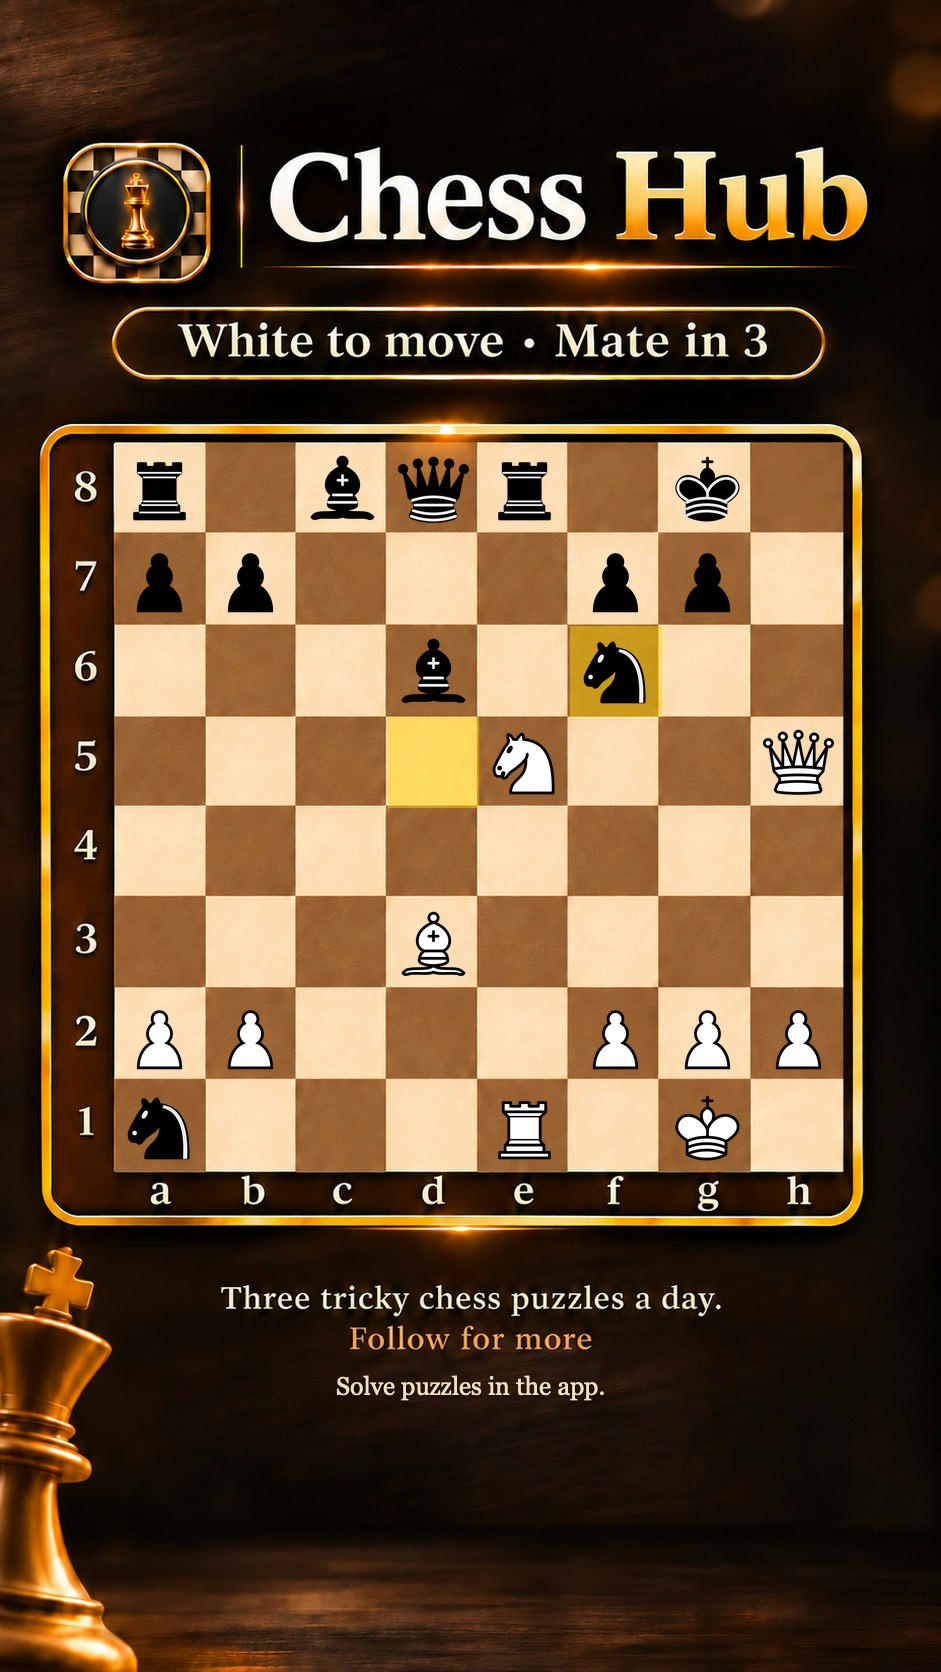 Chess Hub
White to move • Mate in 3
8
7
6
5
4
3
2
1
a b c d e f g h
Three tricky chess puzzles a day.
Follow for more
Solve puzzles in the app.